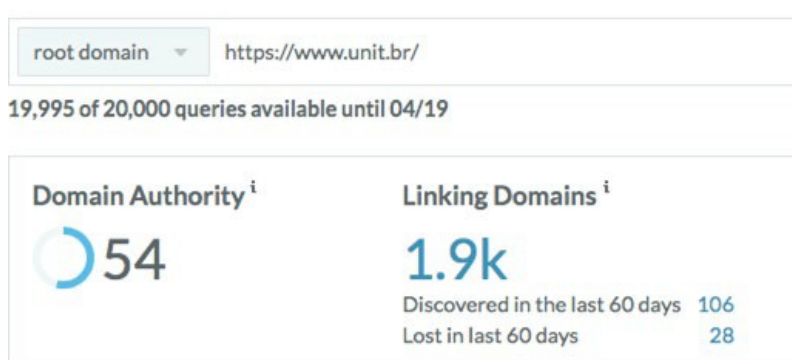 root domain https://www.unit.br/
19,995 of 20,000 queries available until 04/19
Domain Authority i Linking Domains i
54 1.9k
Discovered in the last 60 days 106
Lost in last 60 days 28